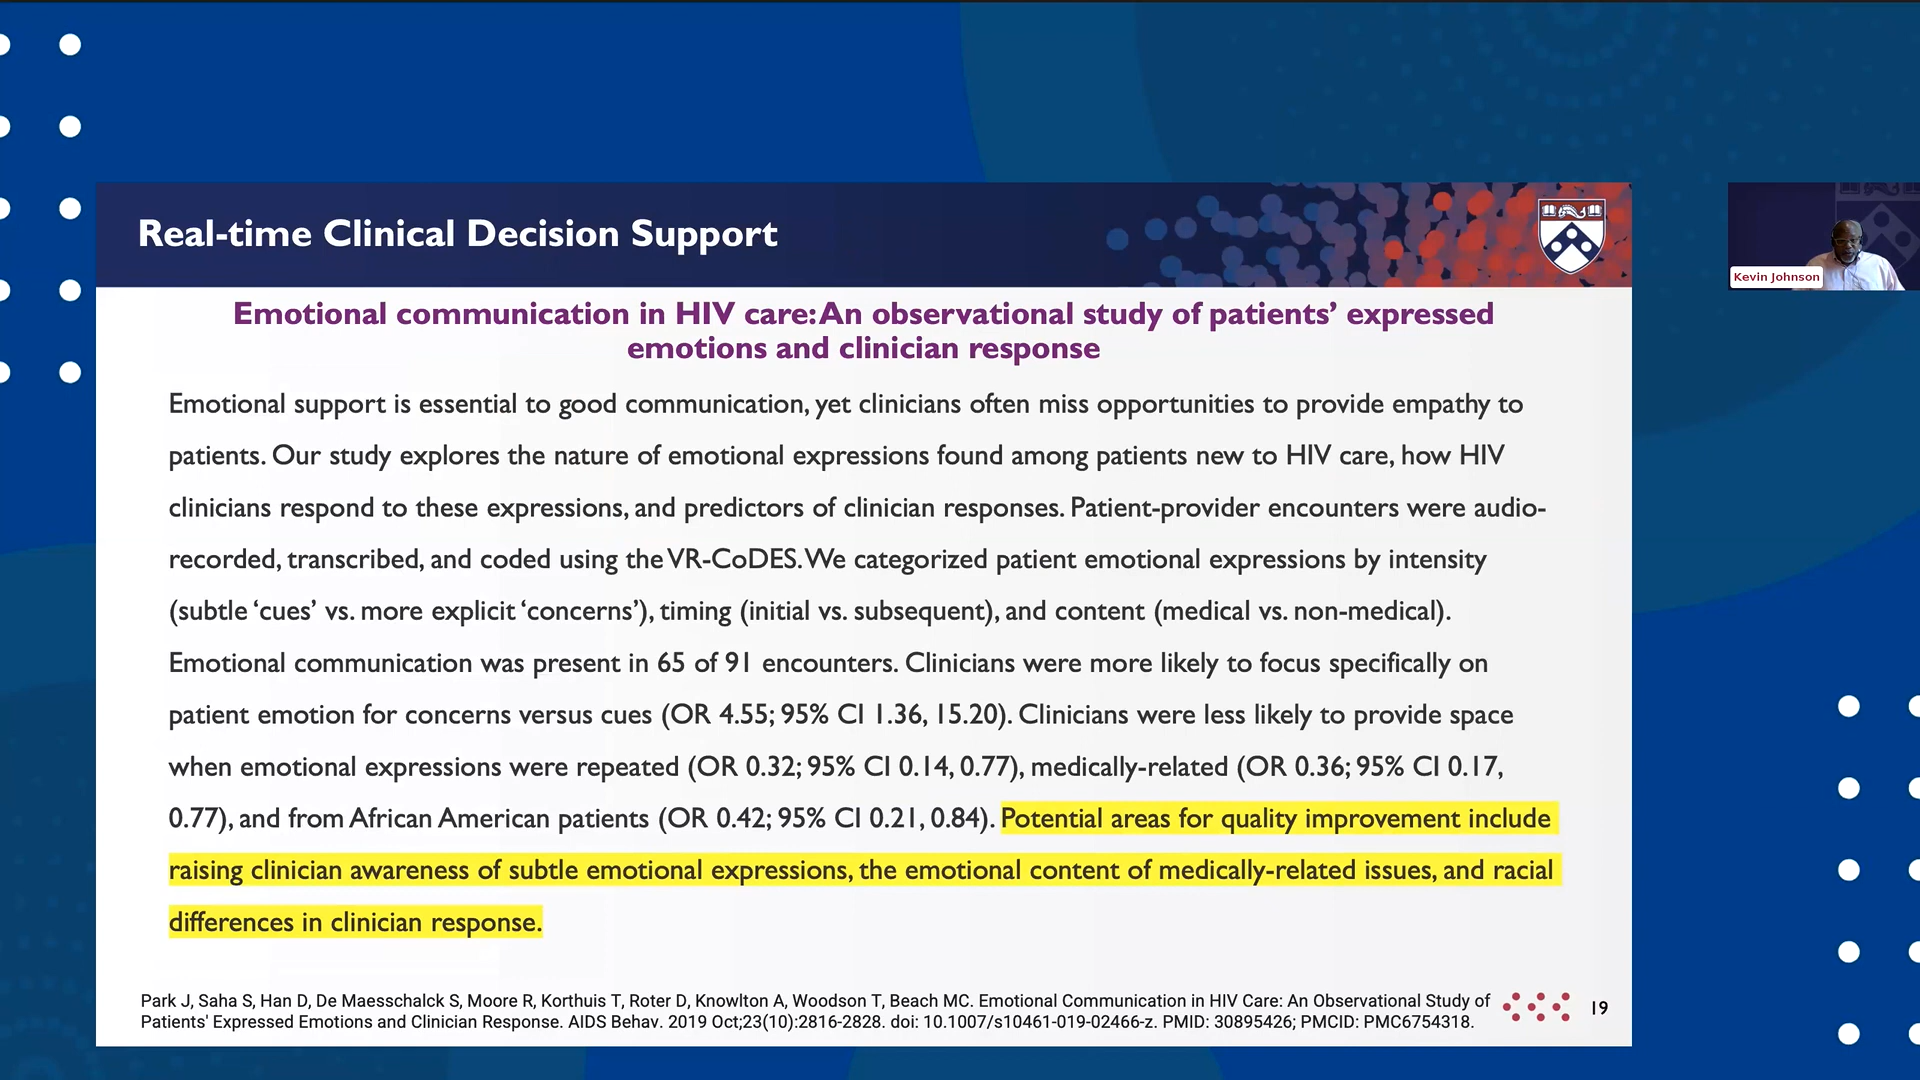 Real-time Clinical Decision Support
Kevin Johnson
Emotional communication in HIV care: An observational study of patients’ expressed
emotions and clinician response
Emotional support is essential to good communication, yet clinicians often miss opportunities to provide empathy to
patients. Our study explores the nature of emotional expressions found among patients new to HIV care, how HIV
clinicians respond to these expressions, and predictors of clinician responses. Patient-provider encounters were audio-
recorded, transcribed, and coded using the VR-CoDES. We categorized patient emotional expressions by intensity
(subtle ‘cues’ vs. more explicit ‘concerns’), timing (initial vs. subsequent), and content (medical vs. non-medical).
Emotional communication was present in 65 of 91 encounters. Clinicians were more likely to focus specifically on
patient emotion for concerns versus cues (OR 4.55; 95% CI 1.36, 15.20). Clinicians were less likely to provide space
when emotional expressions were repeated (OR 0.32; 95% CI 0.14, 0.77), medically-related (OR 0.36; 95% CI 0.17,
0.77), and from African American patients (OR 0.42; 95% CI 0.21, 0.84). Potential areas for quality improvement include
raising clinician awareness of subtle emotional expressions, the emotional content of medically-related issues, and racial
differences in clinician response.
Park J, Saha S, Han D, De Maesschalck S, Moore R, Korthuis T, Roter D, Knowlton A, Woodson T, Beach MC. Emotional Communication in HIV Care: An Observational Study of
Patients' Expressed Emotions and Clinician Response. AIDS Behav. 2019 Oct;23(10):2816-2828. doi: 10.1007/s10461-019-02466-z. PMID: 30895426; PMCID: PMC6754318.
19